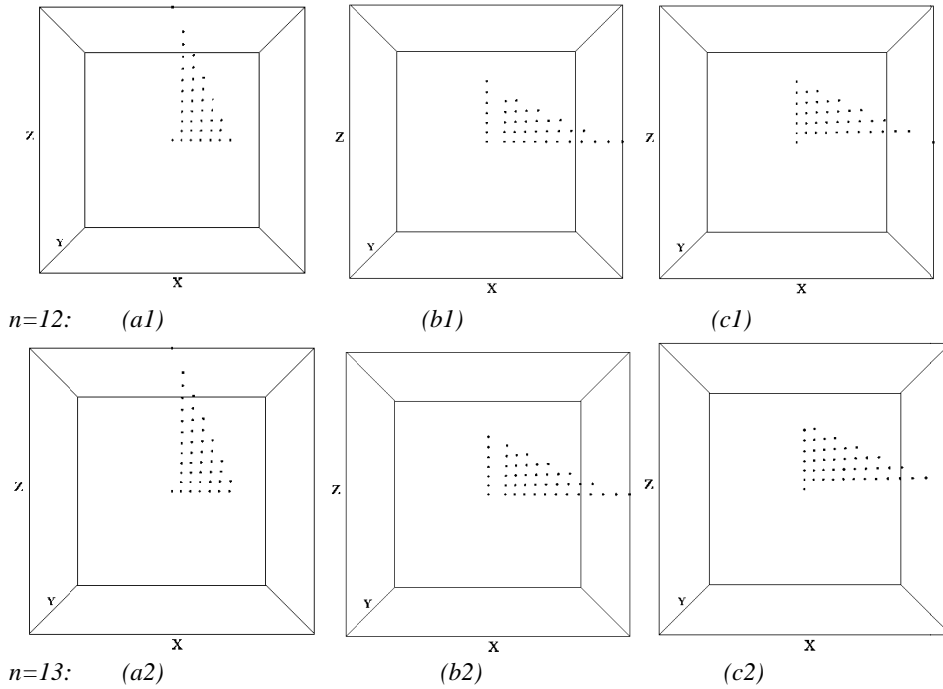 Z Z Z
Y Y Y
X X X
n=12: (a1) (b1) (c1)
Z Z Z
Y Y Y
X X X
n=13: (a2) (b2) (c2)